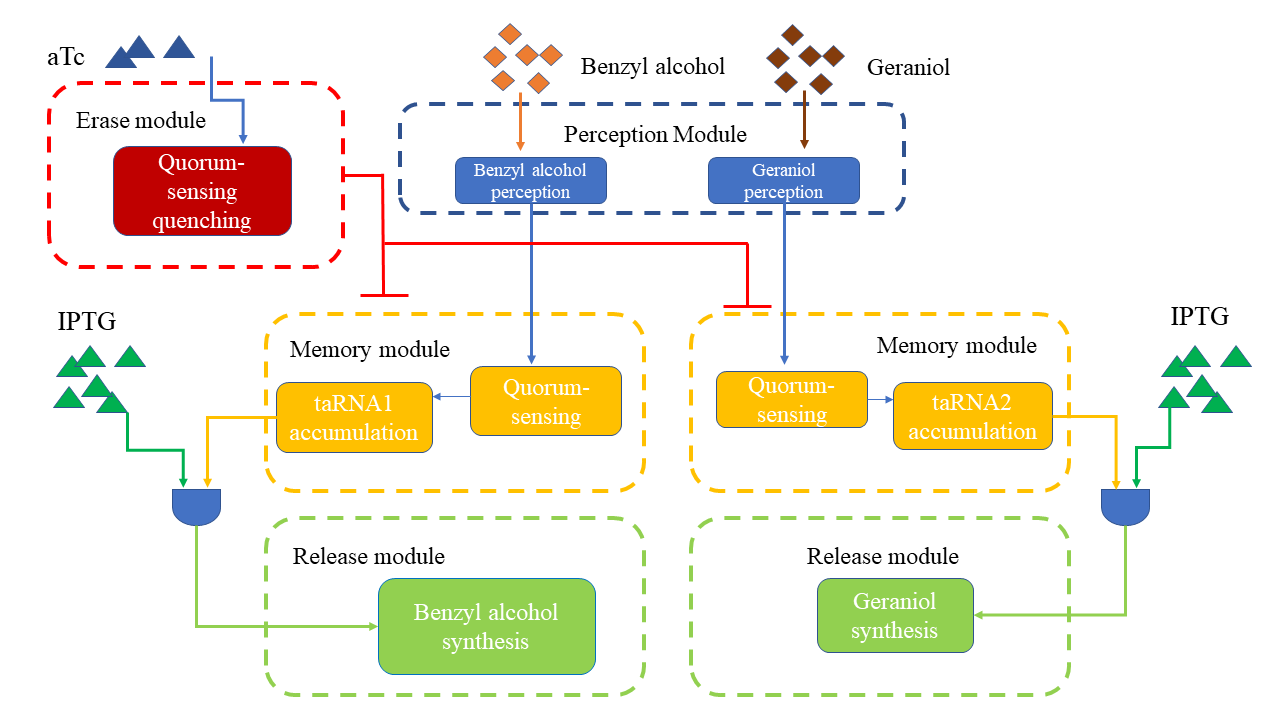 aTc
Benzyl alcohol
Geraniol
Erase module
Perception Module
Quorum-
sensing
quenching
Benzyl alcohol
perception
Geraniol
perception
IPTG
IPTG
Memory module
Memory module
taRNA1
accumulation
Quorum-
sensing
Quorum-
sensing
taRNA2
accumulation
Release module
Release module
Benzyl alcohol
synthesis
Geraniol
synthesis